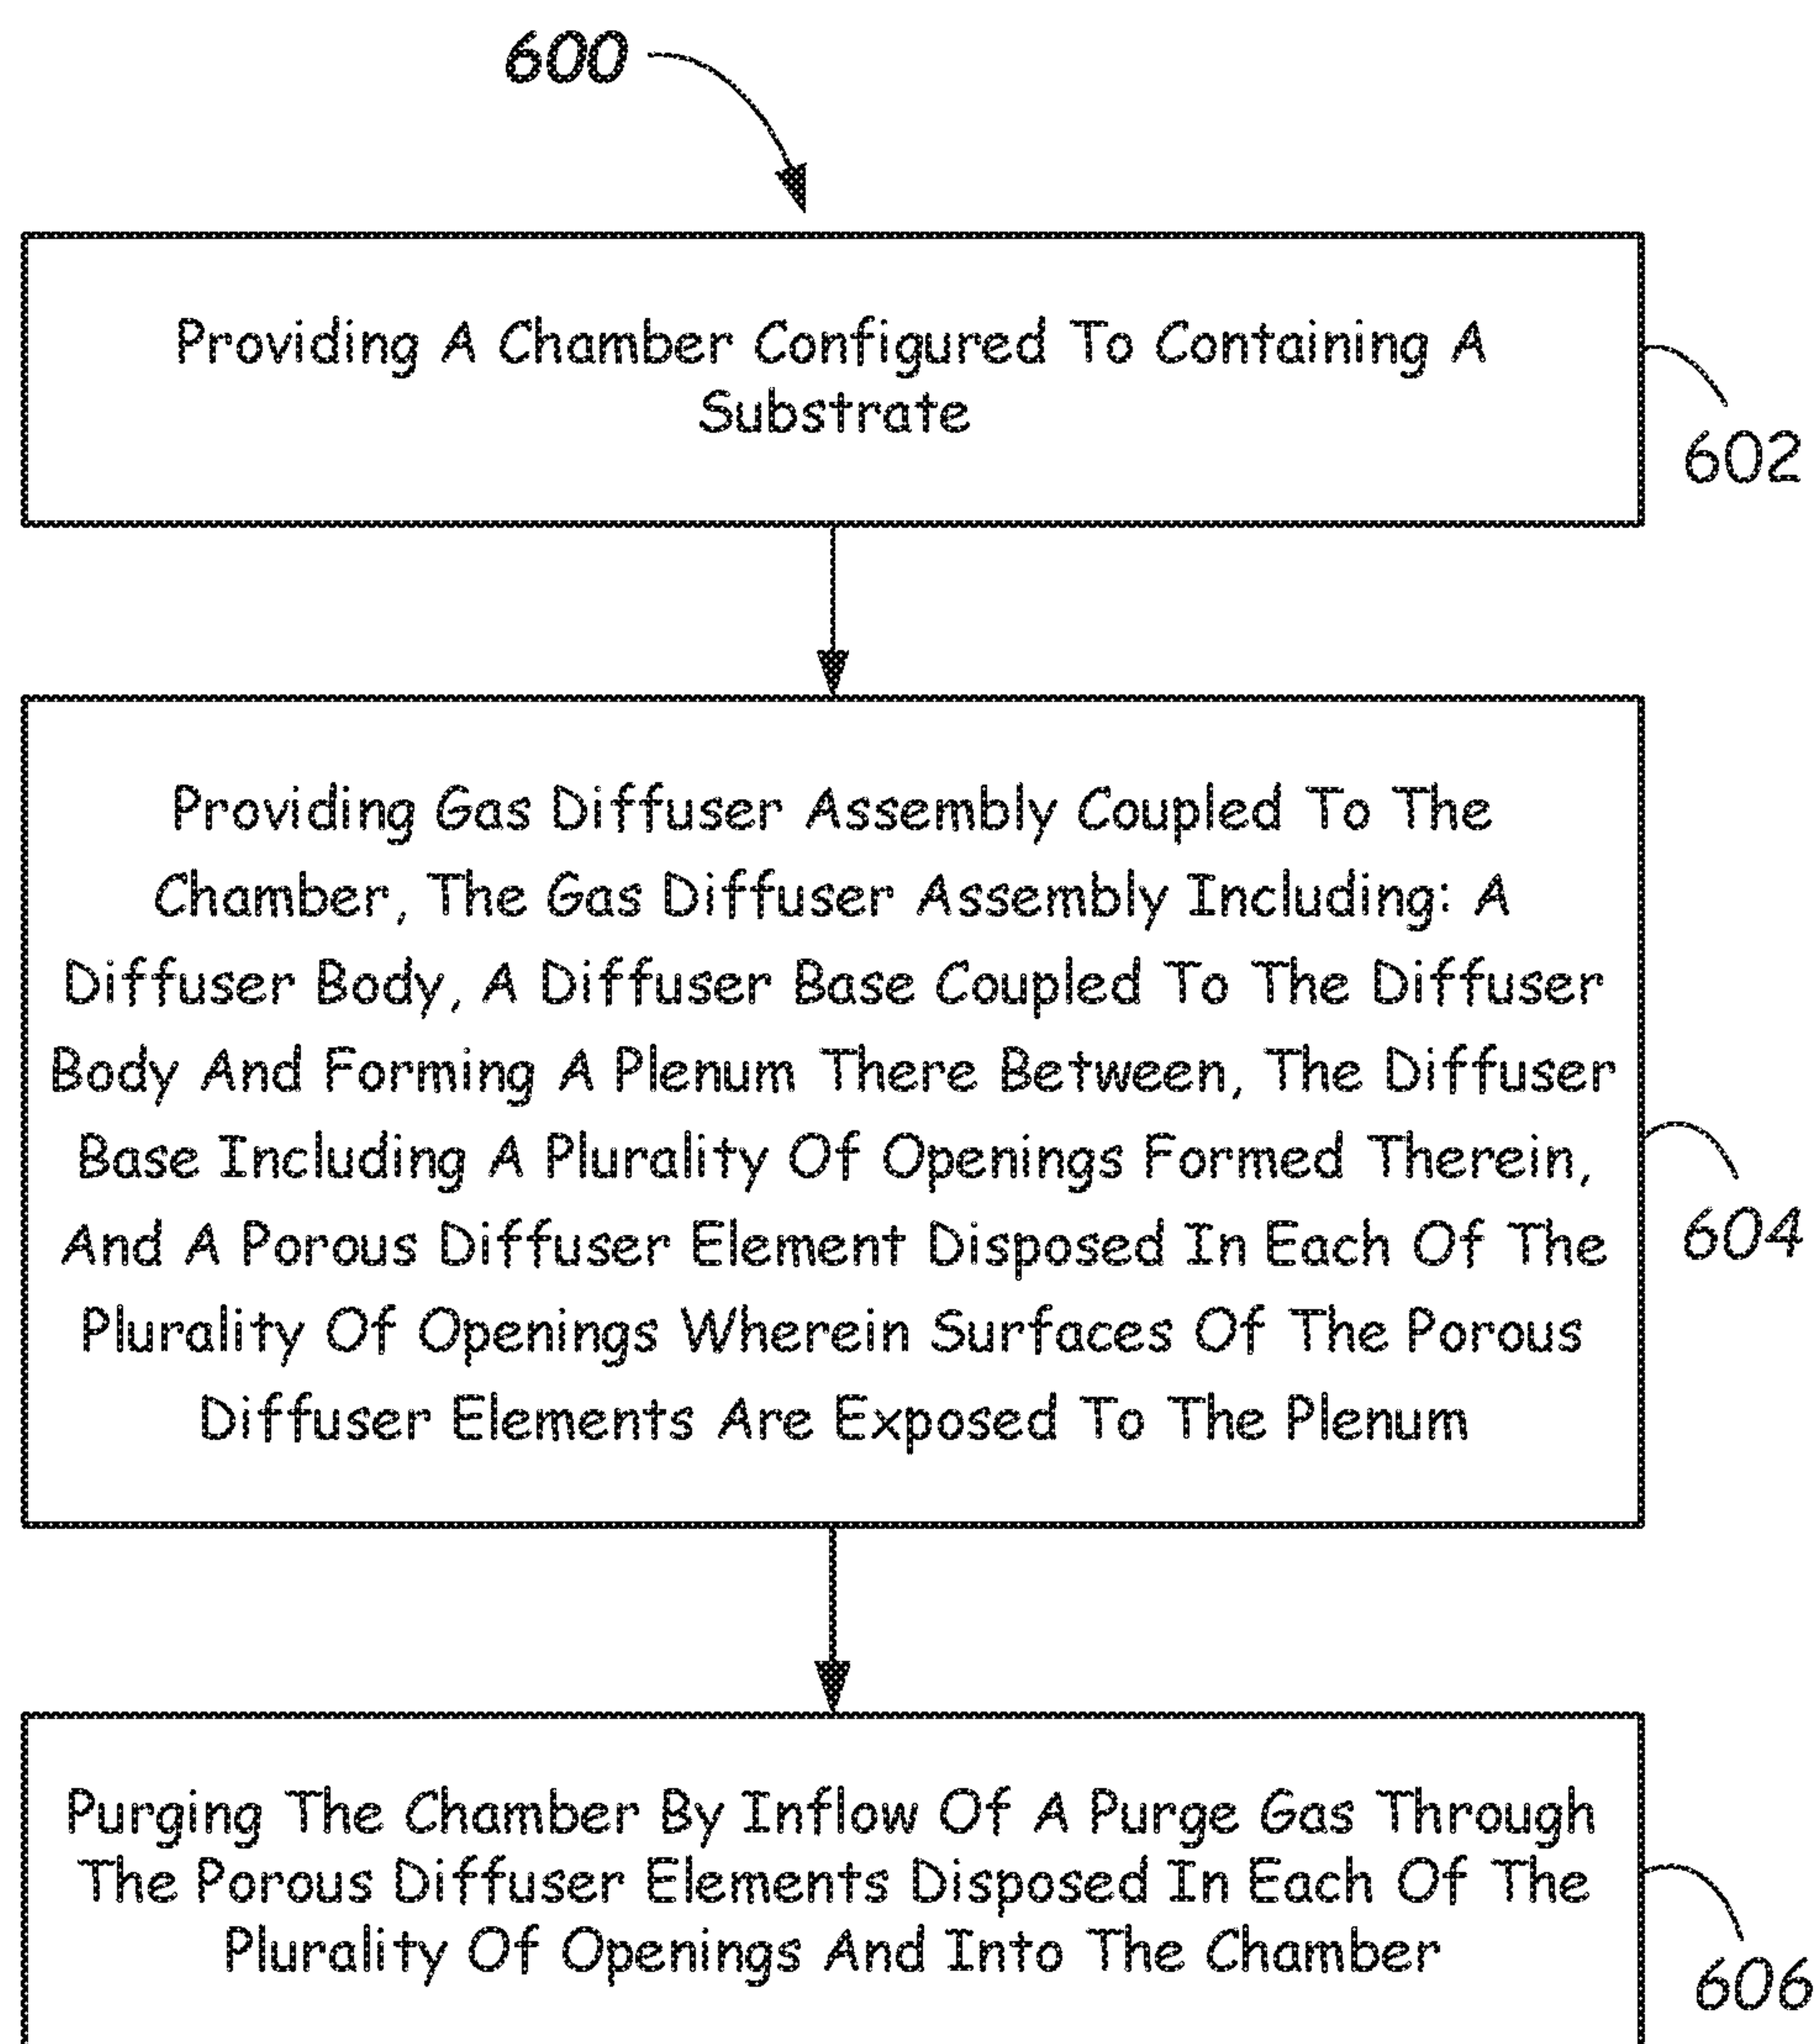 600
Providing A Chamber Configured To Containing A
Substrate
602
Providing Gas Diffuser Assembly Coupled To The
Chamber, The Gas Diffuser Assembly Including: A
Diffuser Body, A Diffuser Base Coupled To The Diffuser
Body And Forming A Plenum There Between, The Diffuser
Base Including A Plurality Of Openings Formed Therein,
And A Porous Diffuser Element Disposed In Each Of The
Plurality Of Openings Wherein Surfaces Of The Porous
Diffuser Elements Are Exposed To The Plenum
604
Purging The Chamber By Inflow Of A Purge Gas Through
The Porous Diffuser Elements Disposed In Each Of The
Plurality Of Openings And Into The Chamber
606